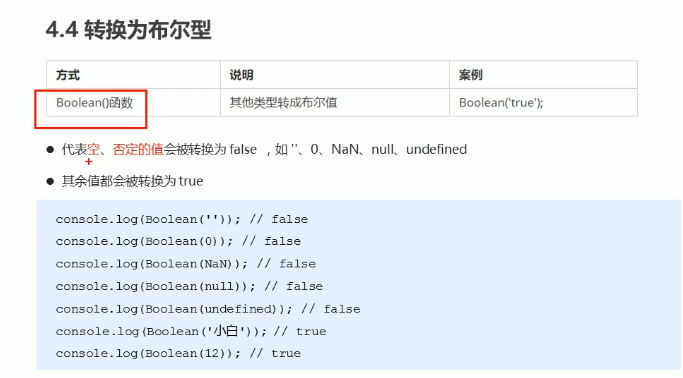 4.4 转换为布尔型
方式 说明 案例
Boolean()函数 其他类型转成布尔值 Boolean('true');
● 代表空、否定的值会被转换为 false ，如 ''、0、NaN、null、undefined
● 其余值都会被转换为 true
console.log(Boolean('')); // false
console.log(Boolean(0)); // false
console.log(Boolean(NaN)); // false
console.log(Boolean(null)); // false
console.log(Boolean(undefined)); // false
console.log(Boolean('小白')); // true
console.log(Boolean(12)); // true